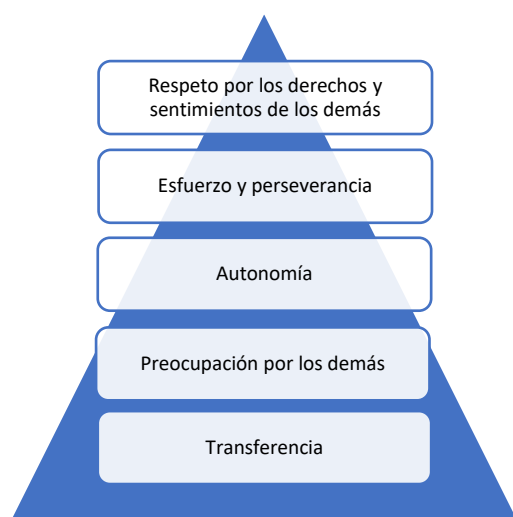 Respeto por los derechos y
sentimientos de los demás
Esfuerzo y perseverancia
Autonomía
Preocupación por los demás
Transferencia